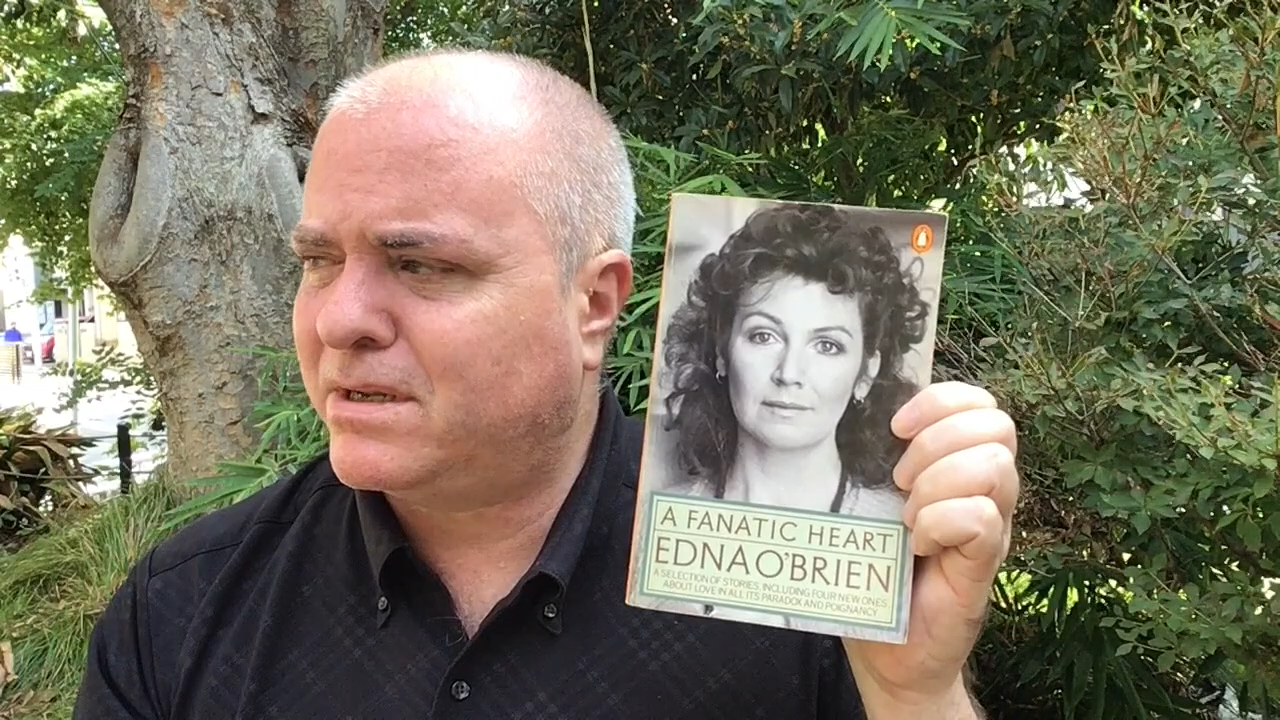 A FANATIC HEART
EDNA O'BRIEN
A SELECTION OF STORIES, INCLUDING FOUR NEW ONES,
ABOUT LOVE IN ALL ITS PARADOX AND POIGNANCY